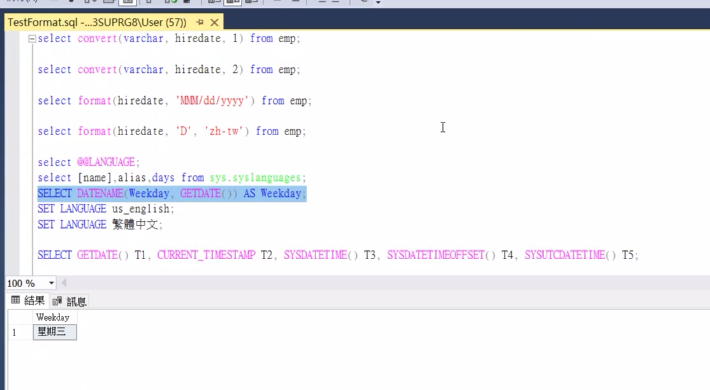 TestFormat.sql -...3SUPRG8\User (57))
select convert(varchar, hiredate, 1) from emp;
select convert(varchar, hiredate, 2) from emp;
select format(hiredate, 'MMM/dd/yyyy') from emp;
select format(hiredate, 'D', 'zh-tw') from emp;
select @@LANGUAGE;
select [name],alias,days from sys.syslanguages;
SELECT DATENAME(Weekday, GETDATE()) AS Weekday;
SET LANGUAGE us_english;
SET LANGUAGE 繁體中文;
SELECT GETDATE() T1, CURRENT_TIMESTAMP T2, SYSDATETIME() T3, SYSDATETIMEOFFSET() T4, SYSUTCDATETIME() T5;
100 %
結果 訊息
Weekday
1 星期三